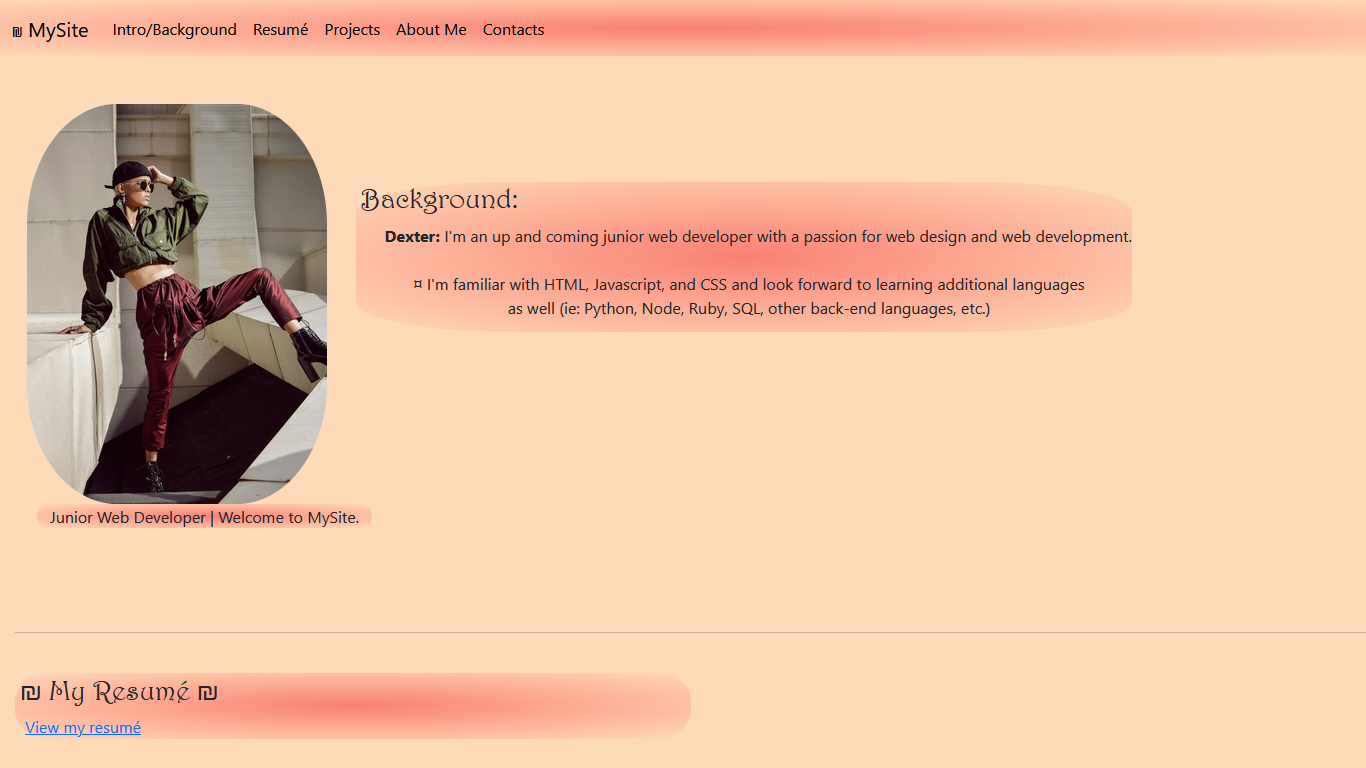 ₪ MySite Intro/Background Resumé Projects About Me Contacts
Background:
Dexter: I'm an up and coming junior web developer with a passion for web design and web development.
¤ I'm familiar with HTML, Javascript, and CSS and look forward to learning additional languages
as well (ie: Python, Node, Ruby, SQL, other back-end languages, etc.)
Junior Web Developer | Welcome to MySite.
₪ My Resumé ₪
View my resumé